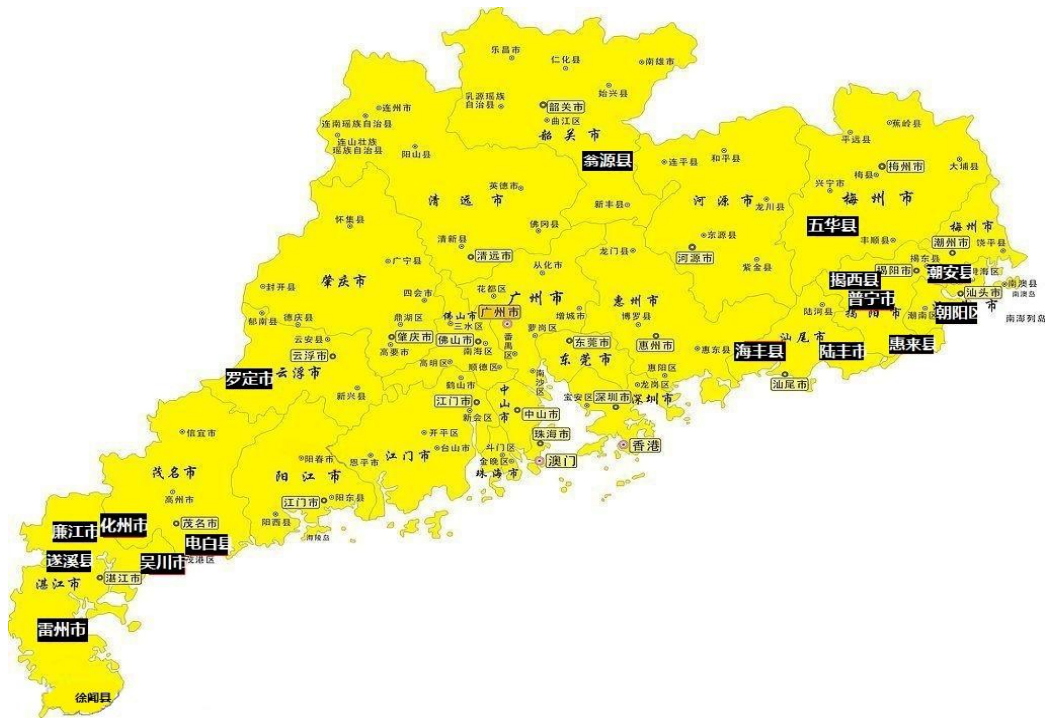 乐昌市
仁化县
南雄市
乳源瑶族
自治县
始兴县
韶关市
曲江区
韶关市
翁源县
新丰县
连州市
连南瑶族自治县
连山壮族
瑶族自治县
阳山县
英德市
清远市
佛冈县
清新县
清远市
连平县
和平县
河源市
龙川县
东源县
河源市
紫金县
蕉岭县
平远县
梅州市
大埔县
梅县
兴宁市
梅州市
五华县
丰顺县
梅州市
潮州市
饶平县
揭东县
揭阳市
潮安县
南澳县
南澳岛
揭西县
汕头市
普宁市
揭阳市
潮南区
朝阳区
市
南澎列岛
惠来县
陆河县
汕尾市
海丰县
陆丰市
汕尾市
怀集县
广宁县
肇庆市
封开县
四会市
德庆县
郁南县
鼎湖区
肇庆市
高要市
云安县
云浮市
云浮市
罗定市
新兴县
从化市
花都区
广州市
广州市
增城市
萝岗区
番禺区
南沙区
佛山市
三水区
佛山市
南海区
高明区
顺德区
龙门县
惠州市
博罗县
惠州市
惠东县
惠阳区
东莞市
东莞市
龙岗区
宝安区
深圳市
深圳市
鹤山市
江门市
新会区
中山市
中山市
珠海市
斗门区
金晚区
珠海市
澳门
香港
开平区
台山市
恩平市
江门市
信宜市
茂名市
高州市
茂名市
化州市
电白县
茂港区
阳春市
阳江市
江门市
阳东县
阳西县
海陵岛
廉江市
遂溪县
吴川市
湛江市
湛江市
雷州市
徐闻县